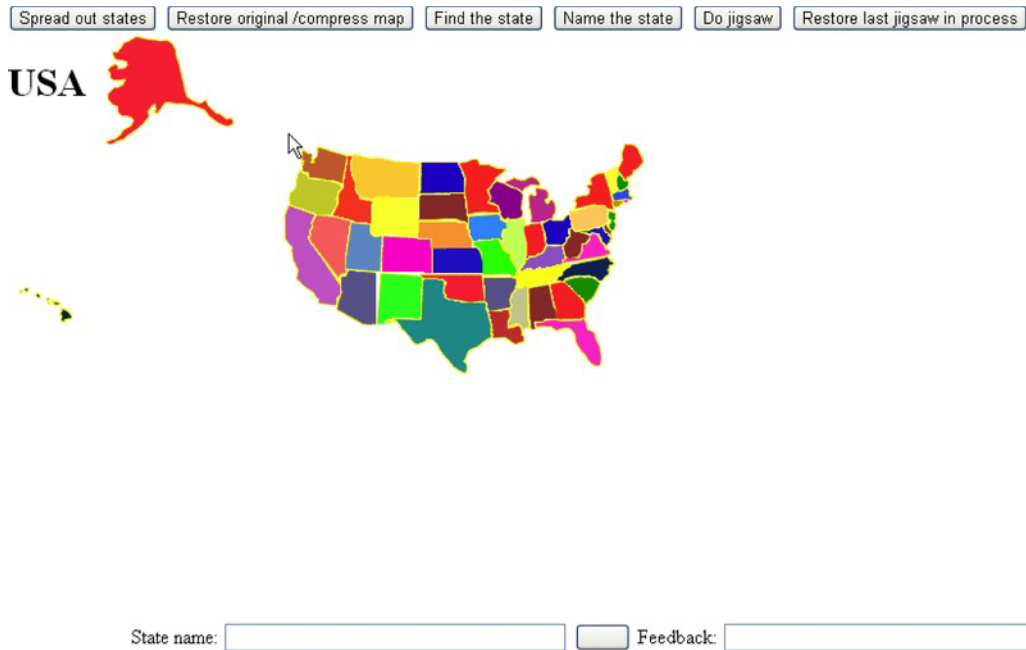 Spread out states Restore original /compress map Find the state Name the state Do jigsaw Restore last jigsaw in process
USA
State name: Feedback: